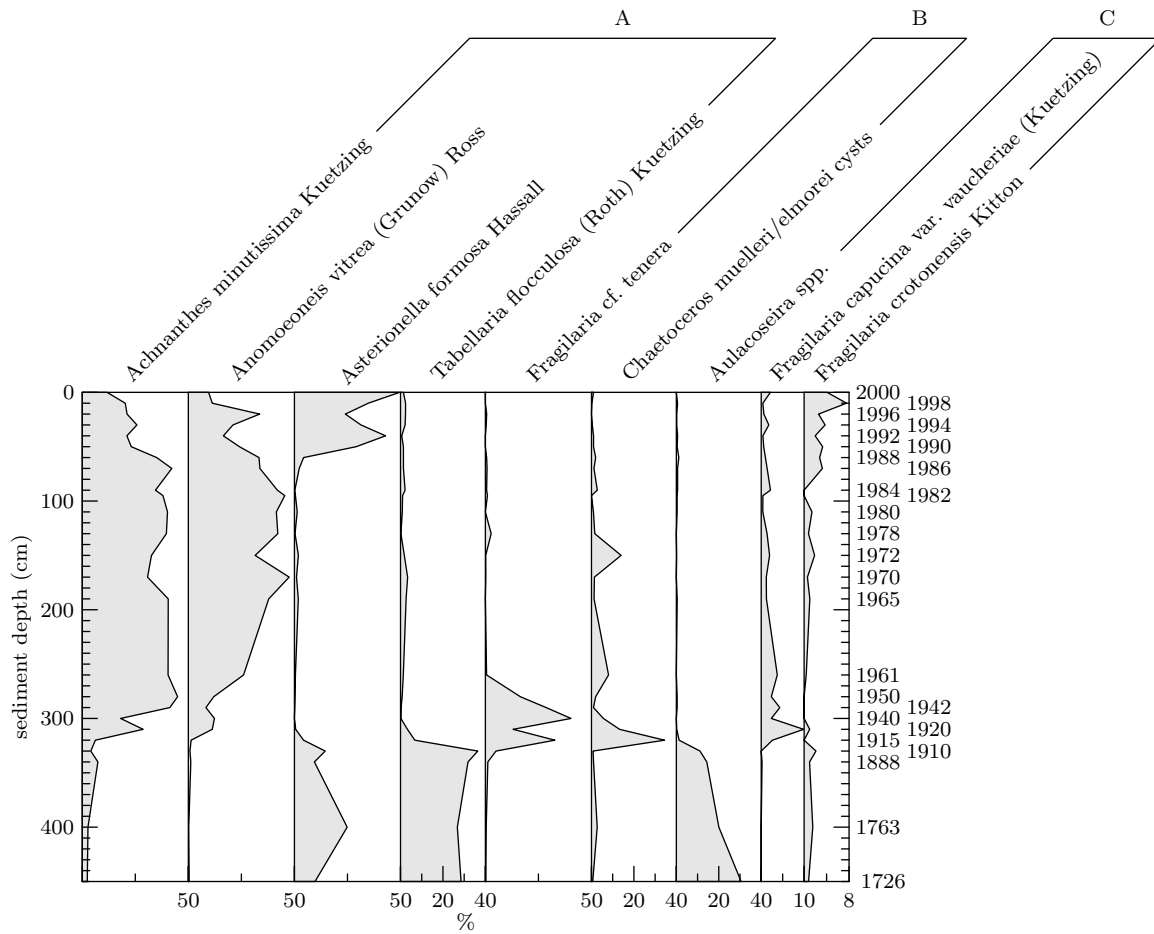 A
B
C
Achnanthes minutissima Kuetzing
Anomoeoneis vitrea (Grunow) Ross
Asterionella formosa Hassall
Tabellaria flocculosa (Roth) Kuetzing
Fragilaria cf. tenera
Chaetoceros muelleri/elmorei cysts
Aulacoseira spp.
Fragilaria capucina var. vaucheriae (Kuetzing)
Fragilaria crotonensis Kitton
sediment depth (cm)
0
100
200
300
400
2000
1998
1996
1994
1992
1990
1988
1986
1984
1982
1980
1978
1972
1970
1965
1961
1950
1942
1940
1920
1915
1910
1888
1763
1726
50 50 50 20 40 50 20 40 20 40 10 8
%